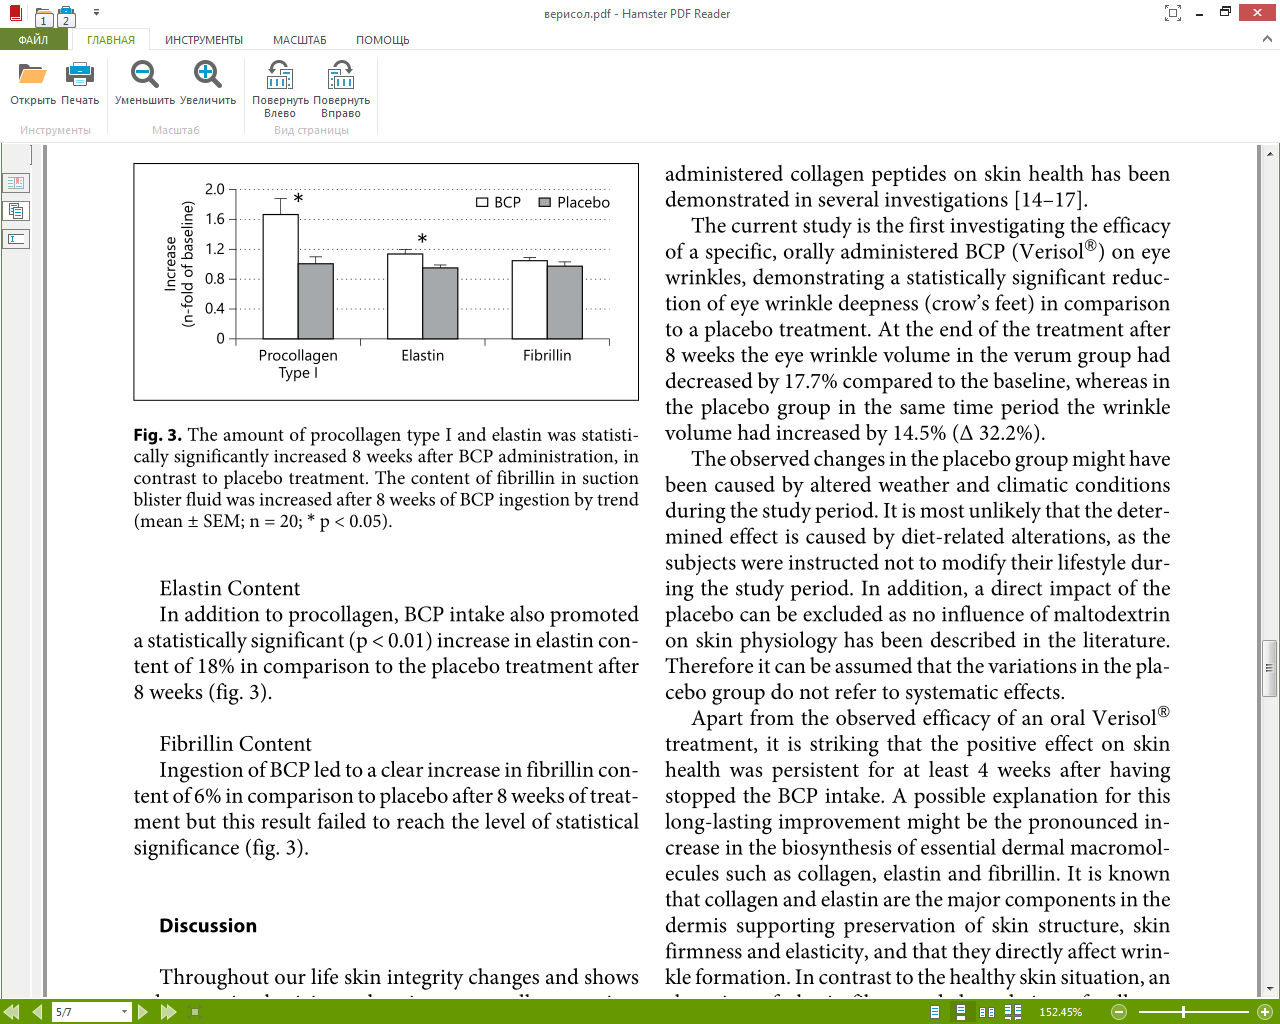 1 2
верисол.pdf - Hamster PDF Reader
ФАЙЛ ГЛАВНАЯ ИНСТРУМЕНТЫ МАСШТАБ ПОМОЩЬ
Открыть Печать Уменьшить Увеличить Повернуть Влево Повернуть Вправо
Инструменты Масштаб Вид страницы
Increase
(n-fold of baseline)
2.0
1.6
1.2
0.8
0.4
0
* *
BCP Placebo
Procollagen Type I Elastin Fibrillin
Fig. 3. The amount of procollagen type I and elastin was statisti-
cally significantly increased 8 weeks after BCP administration, in
contrast to placebo treatment. The content of fibrillin in suction
blister fluid was increased after 8 weeks of BCP ingestion by trend
(mean ± SEM; n = 20; * p < 0.05).
Elastin Content
In addition to procollagen, BCP intake also promoted
a statistically significant (p < 0.01) increase in elastin con-
tent of 18% in comparison to the placebo treatment after
8 weeks (fig. 3).
Fibrillin Content
Ingestion of BCP led to a clear increase in fibrillin con-
tent of 6% in comparison to placebo after 8 weeks of treat-
ment but this result failed to reach the level of statistical
significance (fig. 3).
Discussion
Throughout our life skin integrity changes and shows
administered collagen peptides on skin health has been
demonstrated in several investigations [14–17].
The current study is the first investigating the efficacy
of a specific, orally administered BCP (Verisol®) on eye
wrinkles, demonstrating a statistically significant reduc-
tion of eye wrinkle deepness (crow's feet) in comparison
to a placebo treatment. At the end of the treatment after
8 weeks the eye wrinkle volume in the verum group had
decreased by 17.7% compared to the baseline, whereas in
the placebo group in the same time period the wrinkle
volume had increased by 14.5% (Δ 32.2%).
The observed changes in the placebo group might have
been caused by altered weather and climatic conditions
during the study period. It is most unlikely that the deter-
mined effect is caused by diet-related alterations, as the
subjects were instructed not to modify their lifestyle dur-
ing the study period. In addition, a direct impact of the
placebo can be excluded as no influence of maltodextrin
on skin physiology has been described in the literature.
Therefore it can be assumed that the variations in the pla-
cebo group do not refer to systematic effects.
Apart from the observed efficacy of an oral Verisol®
treatment, it is striking that the positive effect on skin
health was persistent for at least 4 weeks after having
stopped the BCP intake. A possible explanation for this
long-lasting improvement might be the pronounced in-
crease in the biosynthesis of essential dermal macromol-
ecules such as collagen, elastin and fibrillin. It is known
that collagen and elastin are the major components in the
dermis supporting preservation of skin structure, skin
firmness and elasticity, and that they directly affect wrin-
kle formation. In contrast to the healthy skin situation, an
5/7 152.45%